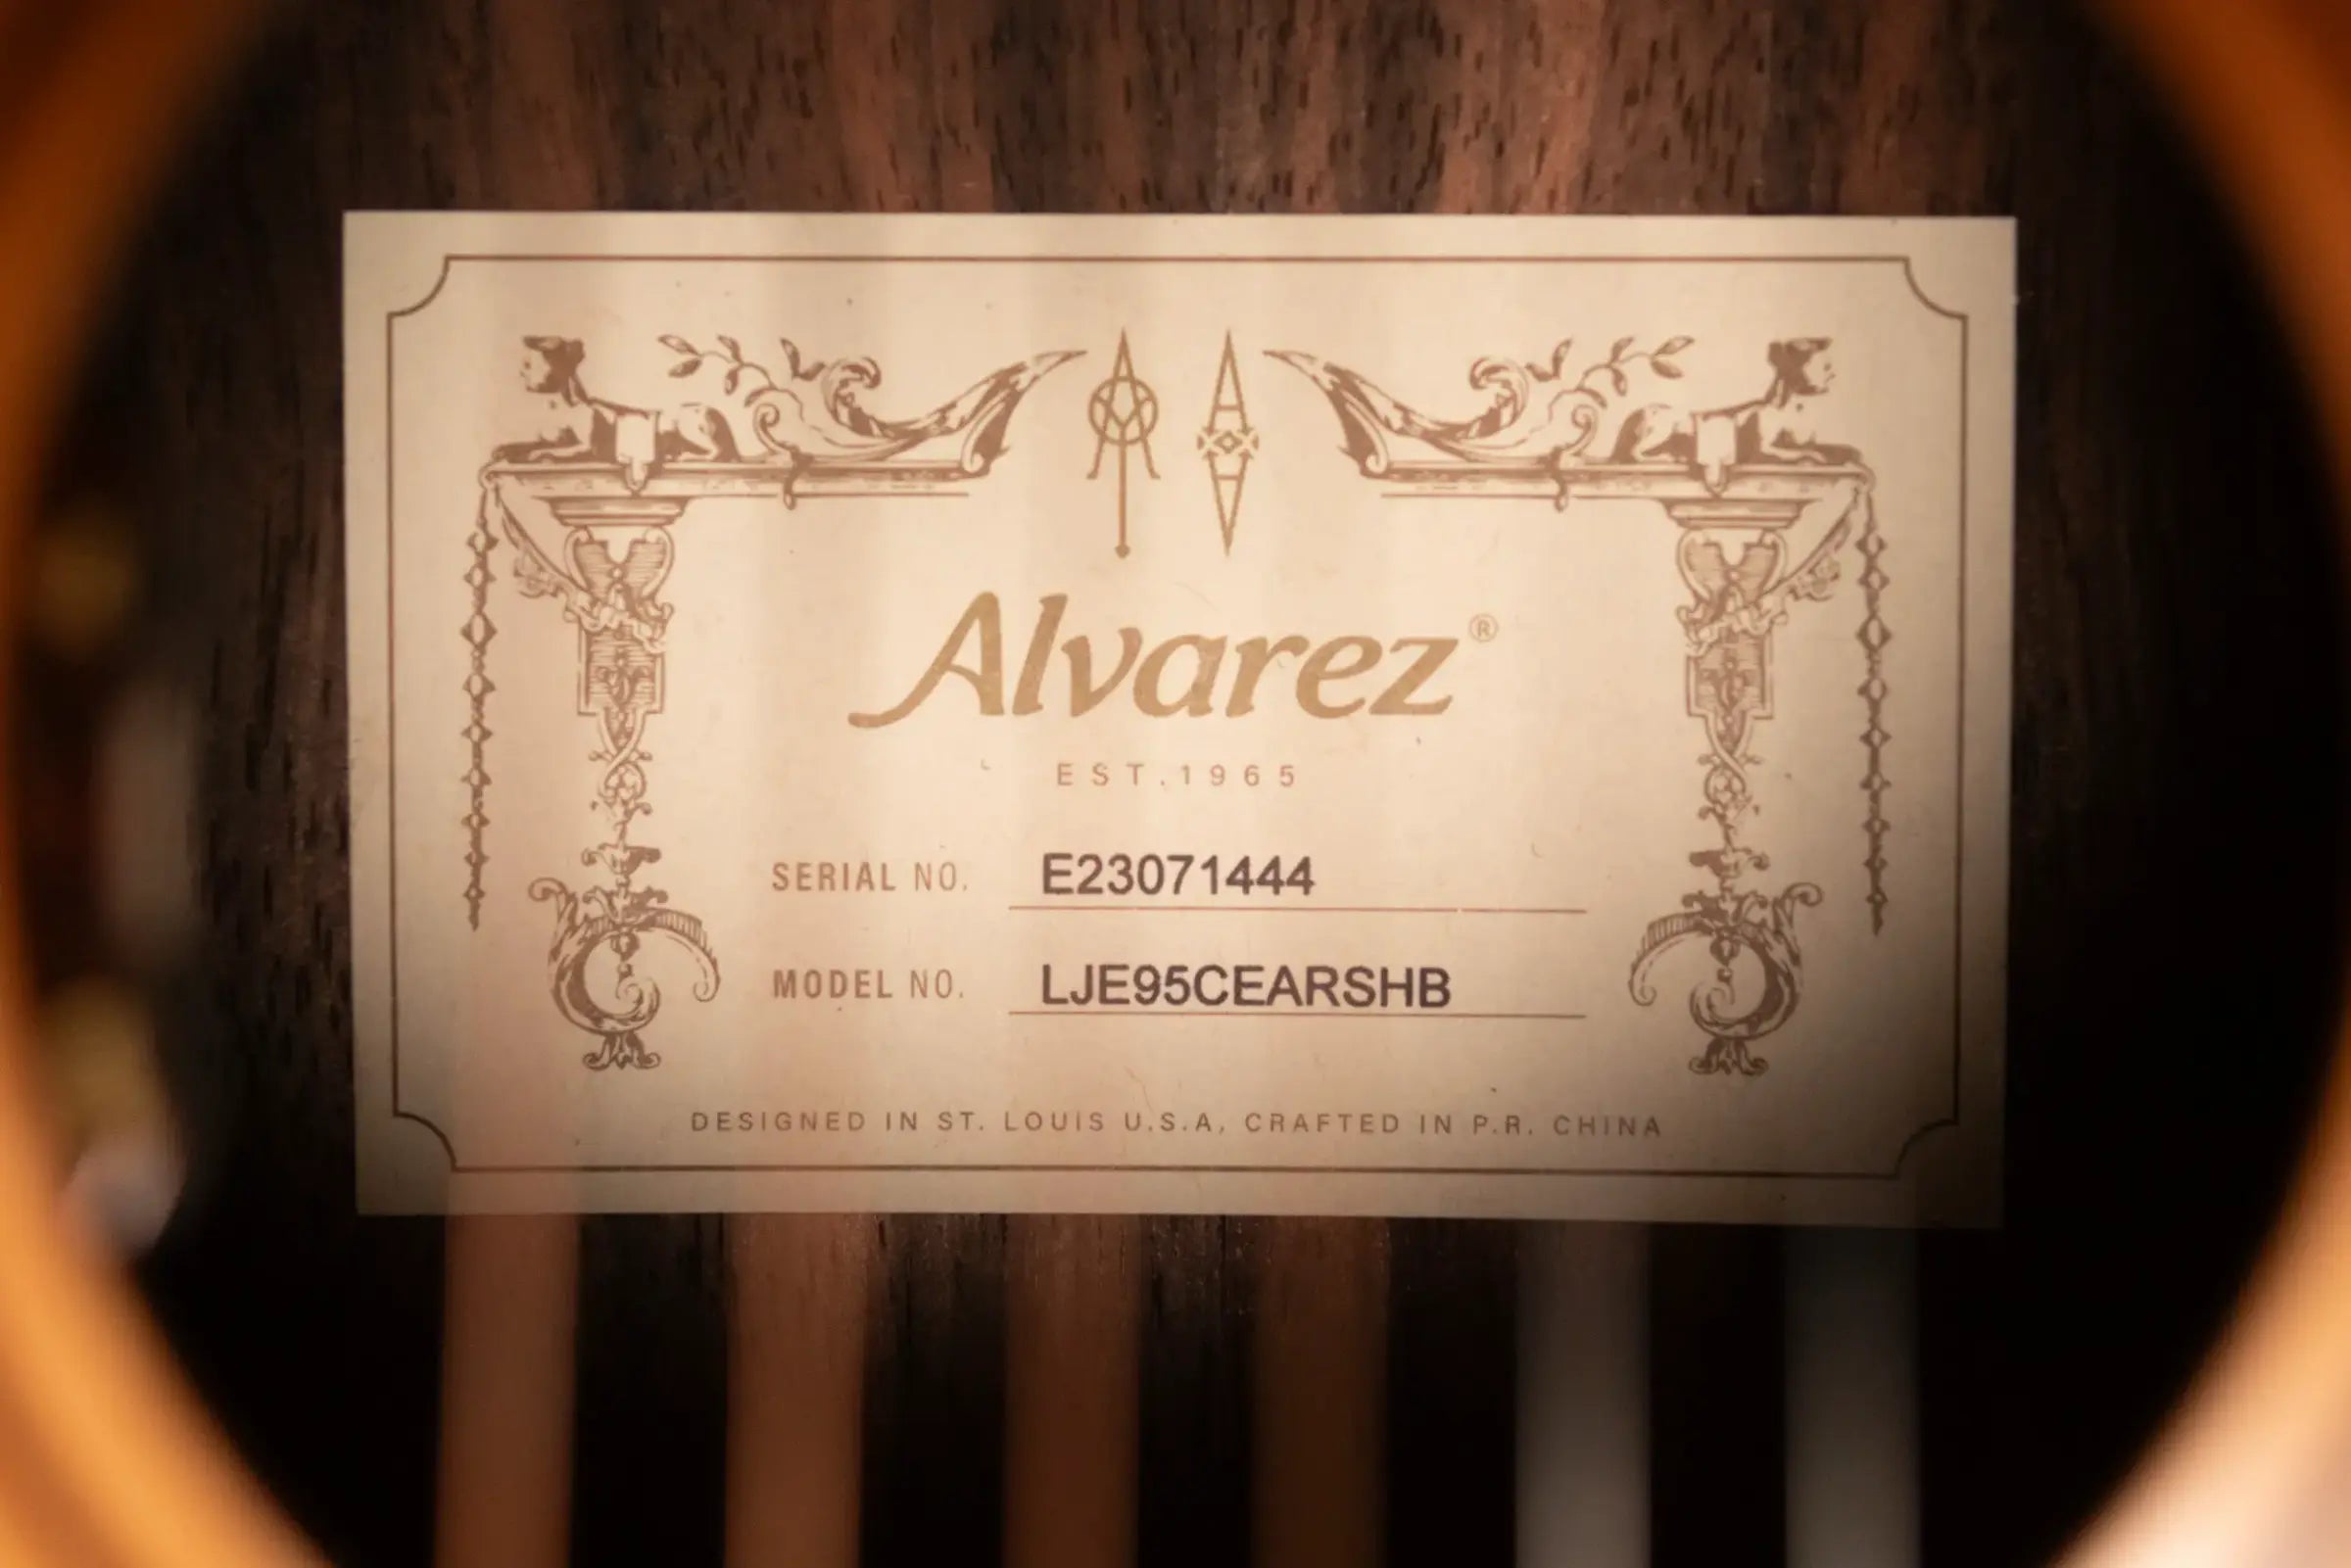 Alvarez®
EST.1965
SERIAL NO. E23071444
MODEL NO. LJE95CEARSHB
DESIGNED IN ST. LOUIS U.S.A, CRAFTED IN P.R. CHINA